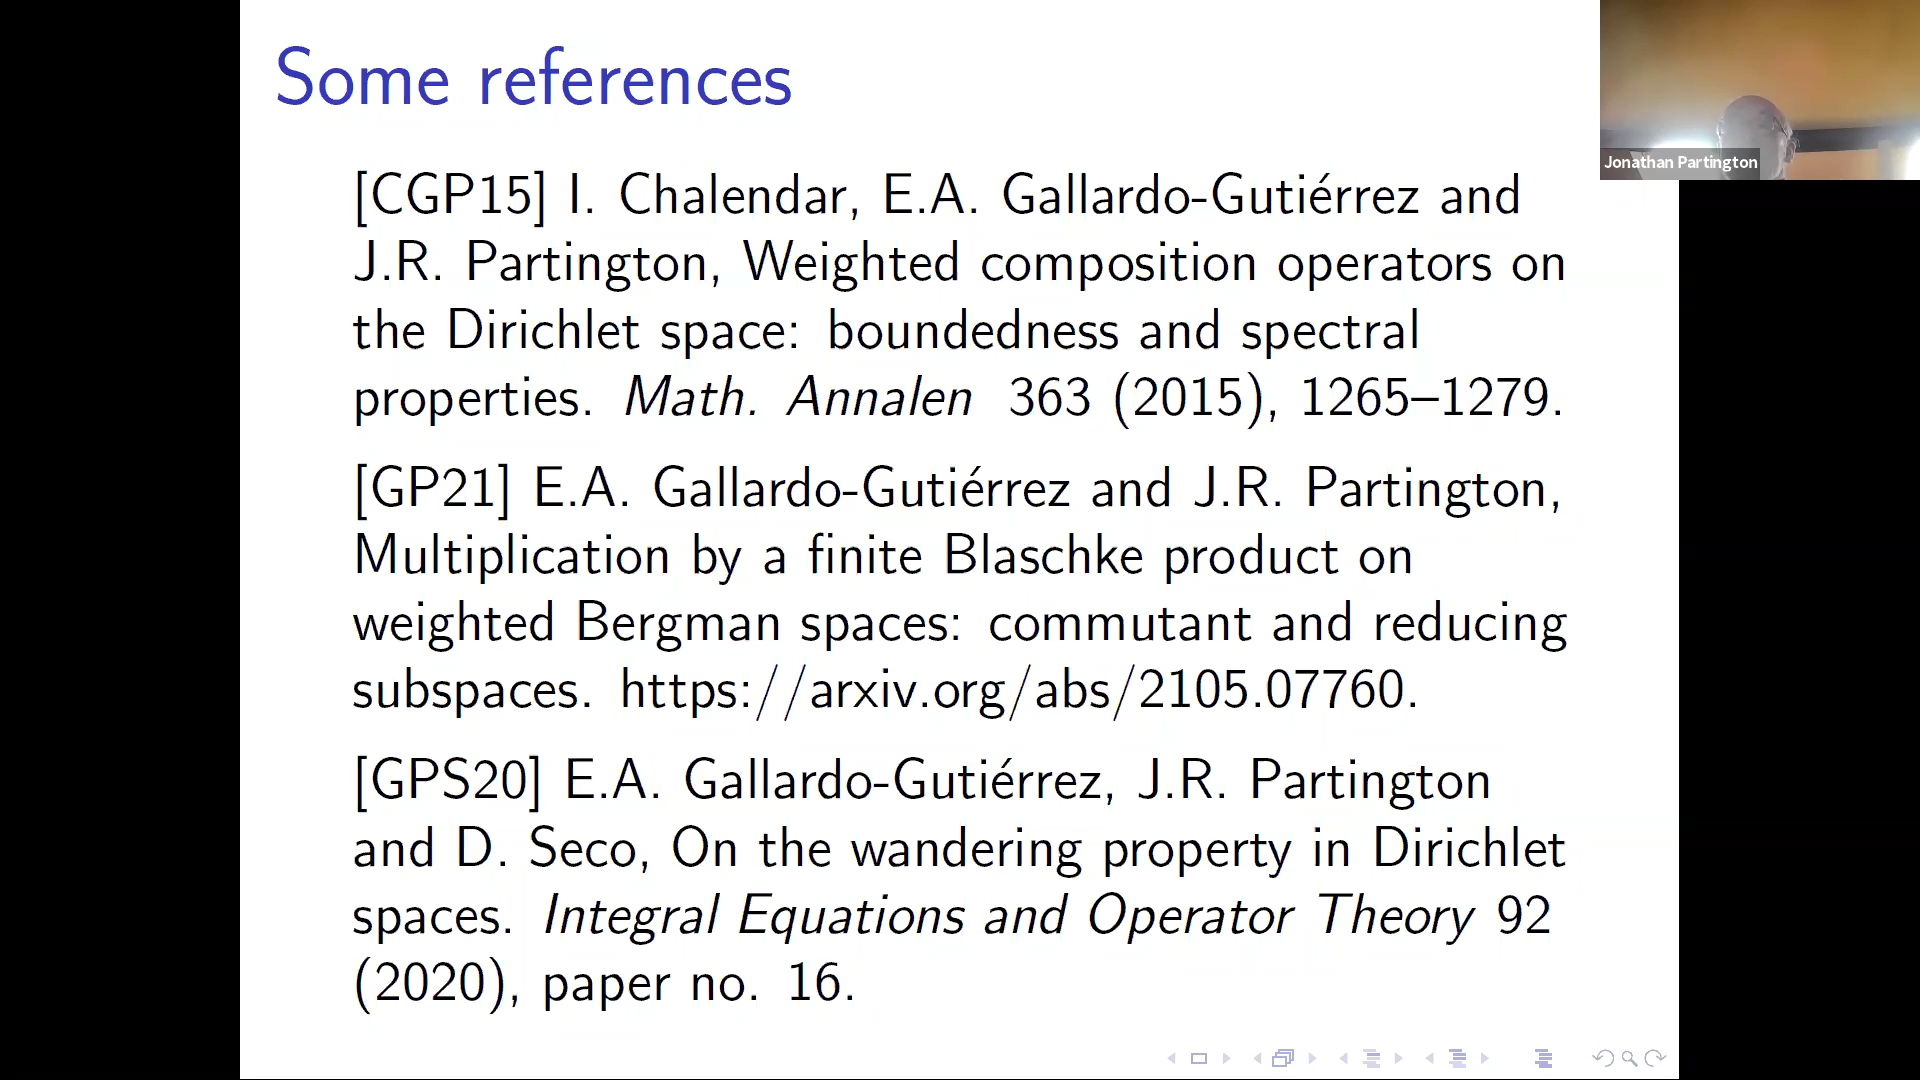 Some references
Jonathan Partington
[CGP15] I. Chalendar, E.A. Gallardo-Gutiérrez and
J.R. Partington, Weighted composition operators on
the Dirichlet space: boundedness and spectral
properties. Math. Annalen 363 (2015), 1265–1279.
[GP21] E.A. Gallardo-Gutiérrez and J.R. Partington,
Multiplication by a finite Blaschke product on
weighted Bergman spaces: commutant and reducing
subspaces. https://arxiv.org/abs/2105.07760.
[GPS20] E.A. Gallardo-Gutiérrez, J.R. Partington
and D. Seco, On the wandering property in Dirichlet
spaces. Integral Equations and Operator Theory 92
(2020), paper no. 16.